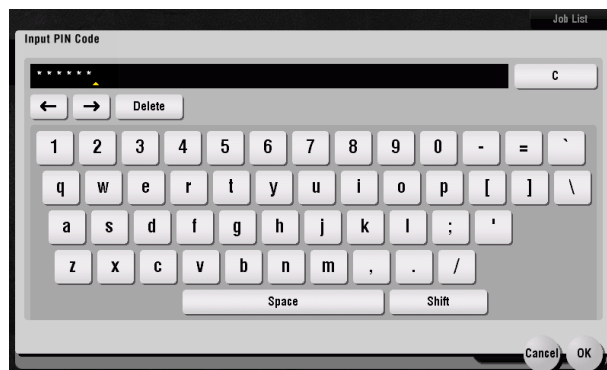 Job List
Input PIN Code
* * * * * *
C
← → Delete
1 2 3 4 5 6 7 8 9 0 - = `
q w e r t y u i o p [ ] \
a s d f g h j k l ; '
z x c v b n m , . /
Space Shift
Cancel OK